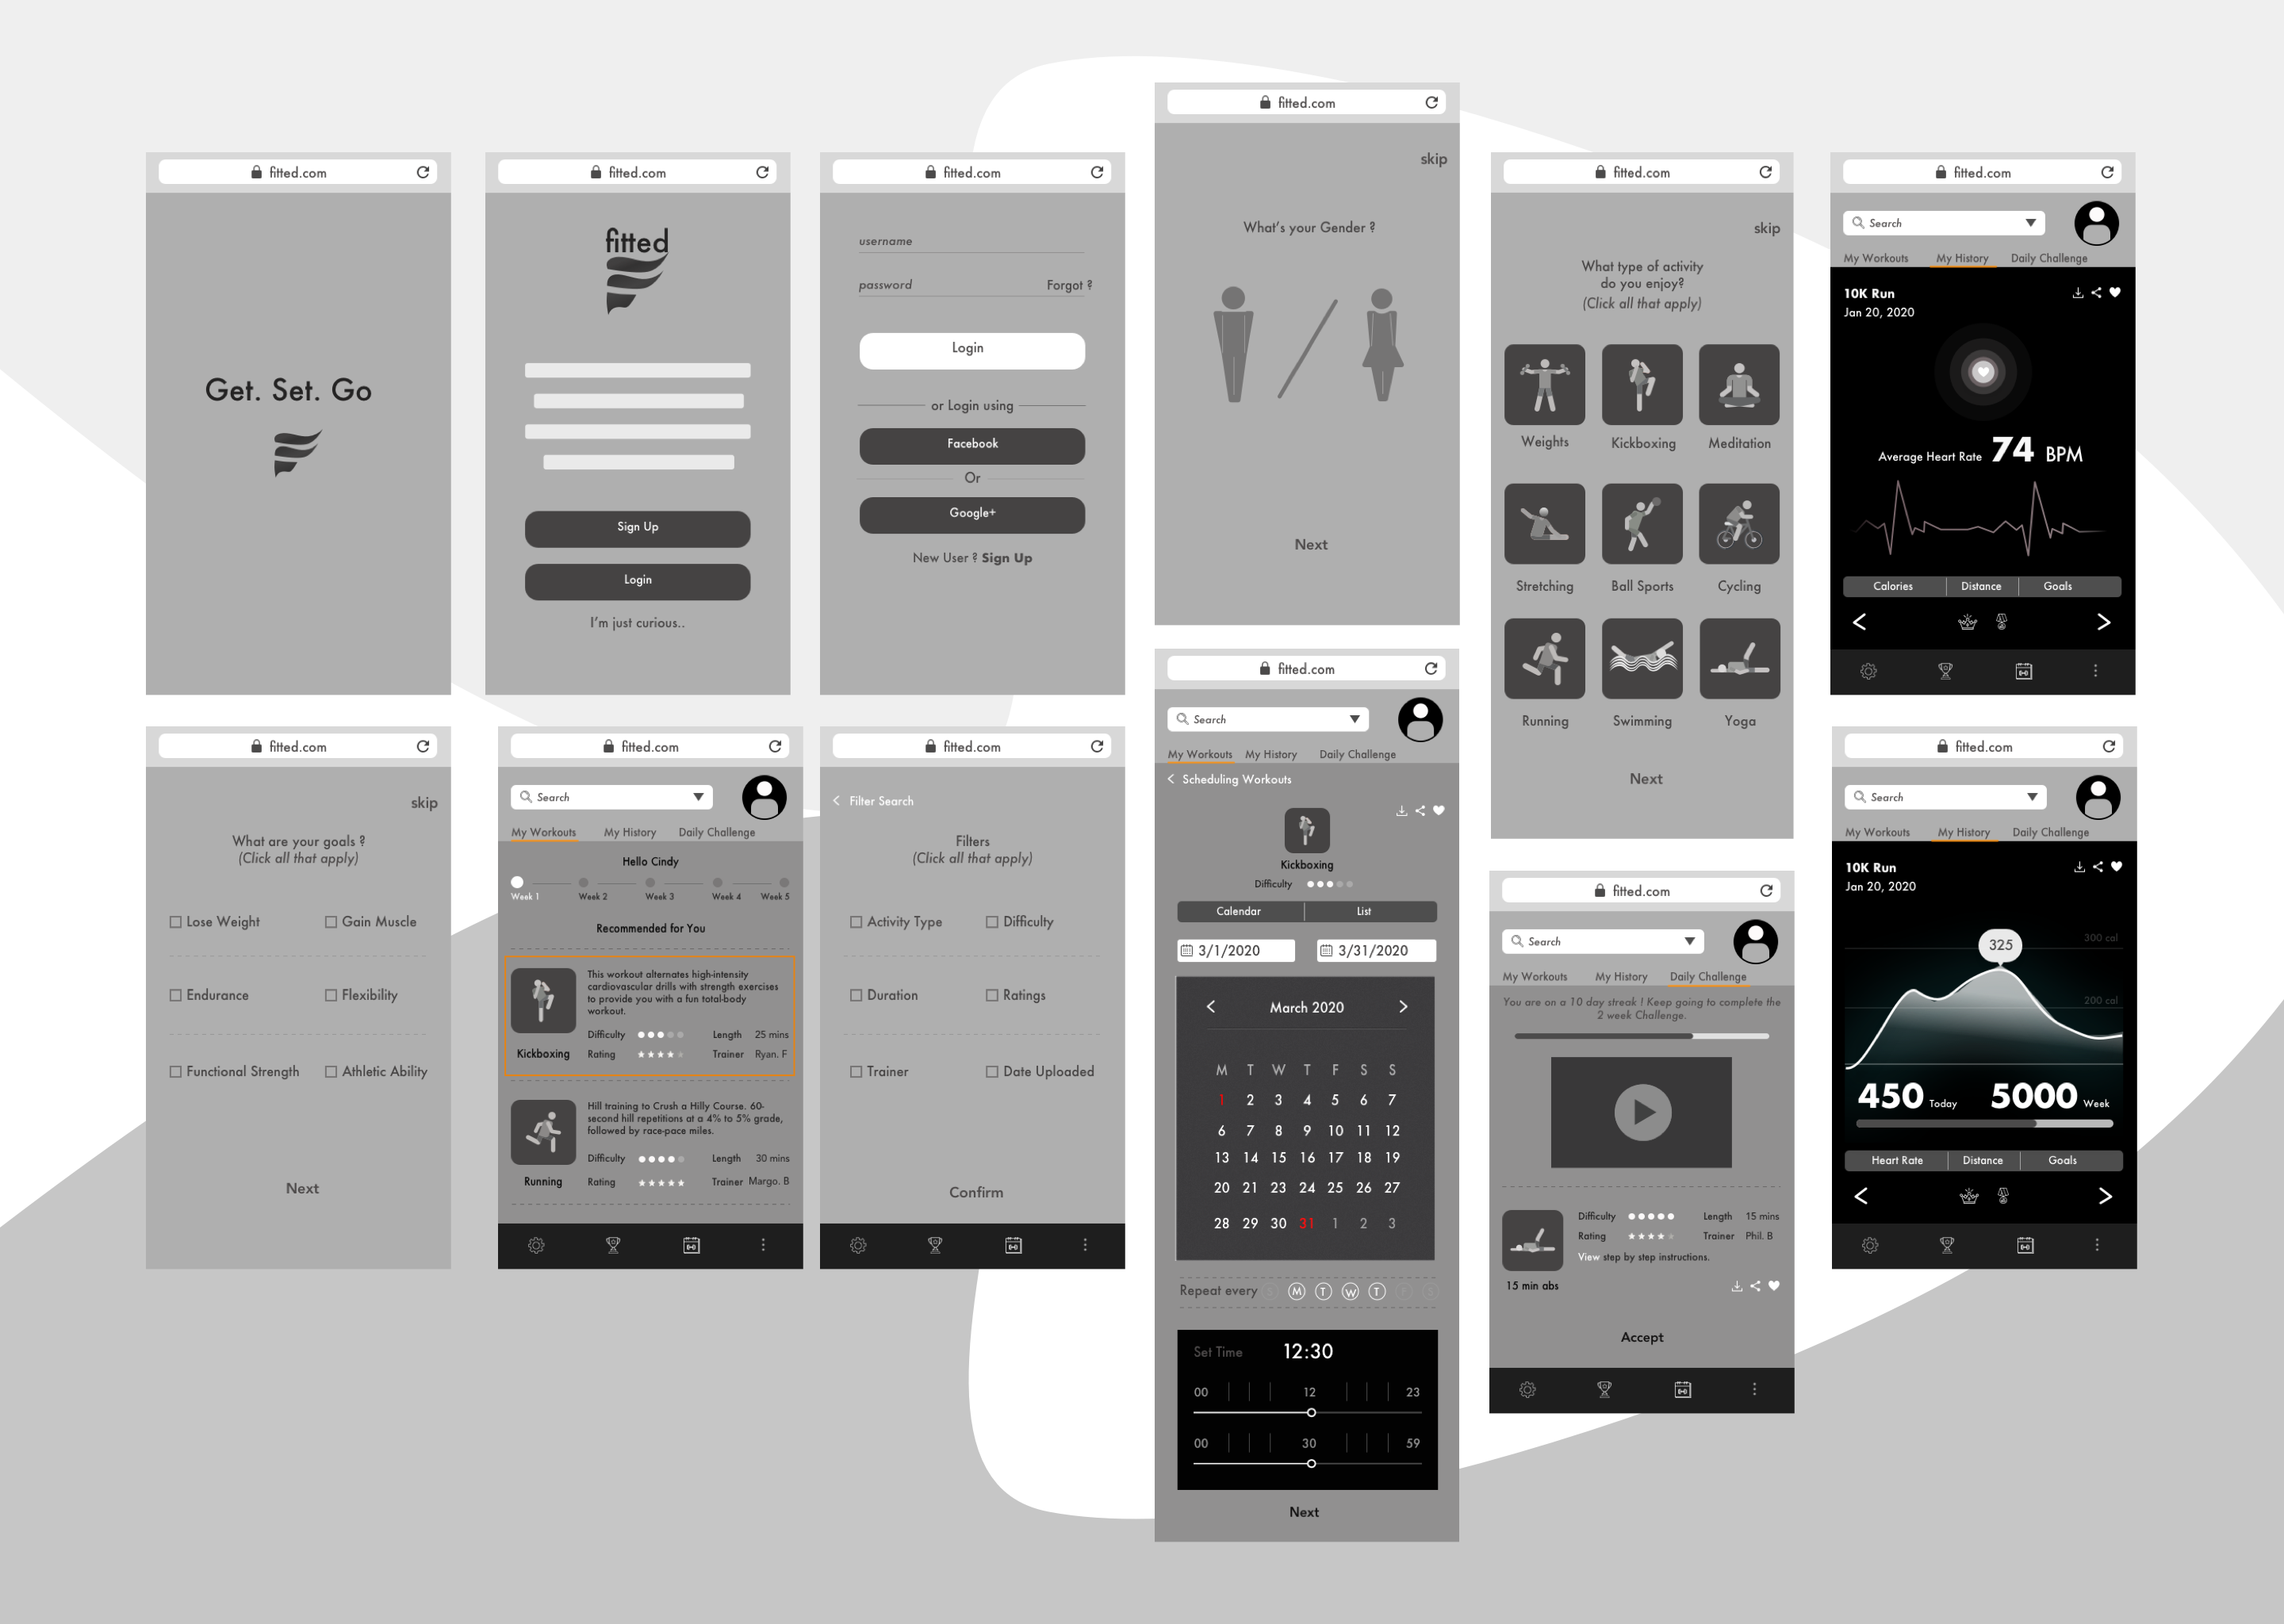 fitted.com
Get. Set. Go
fitted.com
fitted
Sign Up
Login
I'm just curious..
fitted.com
username
password Forgot ?
Login
or Login using
Facebook
Or
Google+
New User ? Sign Up
fitted.com
skip
What's your Gender ?
Next
fitted.com
skip
What type of activity
do you enjoy?
(Click all that apply)
Weights Kickboxing Meditation
Stretching Ball Sports Cycling
Running Swimming Yoga
Next
fitted.com
Search
My Workouts My History Daily Challenge
10K Run
Jan 20, 2020
Average Heart Rate 74 BPM
Calories Distance Goals
fitted.com
skip
What are your goals ?
(Click all that apply)
Lose Weight Gain Muscle
Endurance Flexibility
Functional Strength Athletic Ability
Next
fitted.com
Search
My Workouts My History Daily Challenge
Hello Cindy
Week 1 Week 2 Week 3 Week 4 Week 5
Recommended for You
This workout alternates high-intensity
cardiovascular drills with strength exercises
to provide you with a fun total-body
workout.
Difficulty Length 25 mins
Kickboxing Rating Trainer Ryan. F
Hill training to Crush a Hilly Course. 60-
second hill repetitions at a 4% to 5% grade,
followed by race-pace miles.
Difficulty Length 30 mins
Running Rating Trainer Margo. B
fitted.com
Filter Search
Filters
(Click all that apply)
Activity Type Difficulty
Duration Ratings
Trainer Date Uploaded
Confirm
fitted.com
Search
My Workouts My History Daily Challenge
< Scheduling Workouts
Kickboxing
Difficulty
Calendar List
3/1/2020 3/31/2020
< March 2020 >
M T W T F S S
1 2 3 4 5 6 7
6 7 8 9 10 11 12
13 14 15 16 17 18 19
20 21 23 24 25 26 27
28 29 30 31 1 2 3
Repeat every M T W T
Set Time 12:30
00 12 23
00 30 59
Next
fitted.com
Search
My Workouts My History Daily Challenge
You are on a 10 day streak ! Keep going to complete the
2 week Challenge.
Difficulty Length 15 mins
Rating Trainer Phil. B
View step by step instructions.
15 min abs
Accept
fitted.com
Search
My Workouts My History Daily Challenge
10K Run
Jan 20, 2020
300 cal
325
200 cal
450 Today 5000 Week
Heart Rate Distance Goals